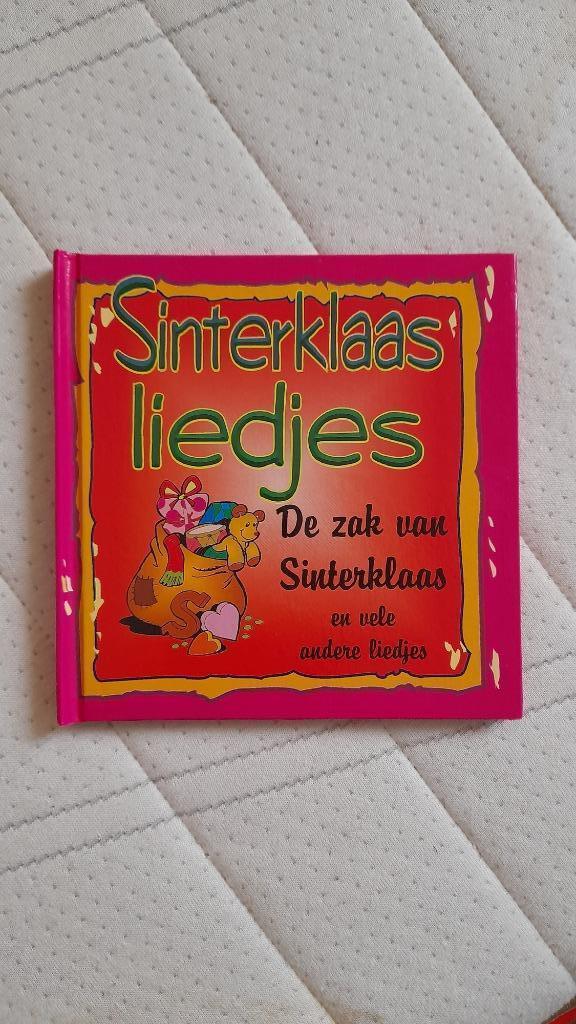 Sinterklaas
liedjes
De zak van
Sinterklaas
en vele
andere liedjes
S